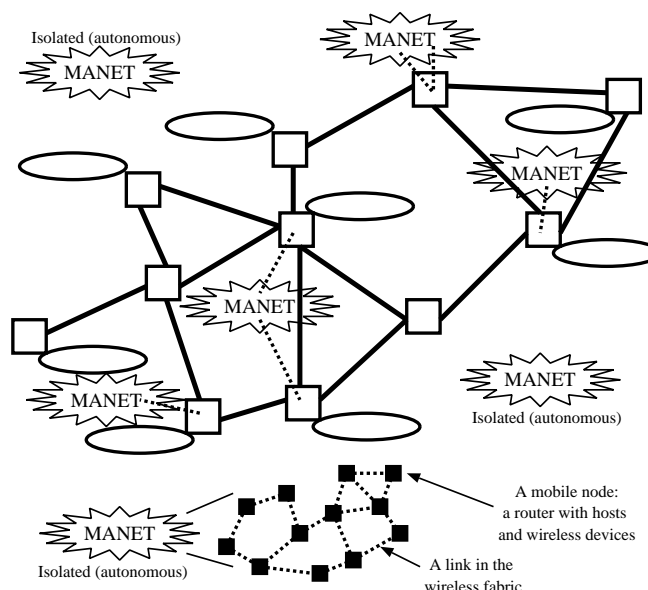 MANET
Isolated (autonomous)
MANET
MANET
MANET
MANET
MANET
Isolated (autonomous)
A mobile node:
a router with hosts
and wireless devices
MANET
A link in the
wireless fabric
Isolated (autonomous)